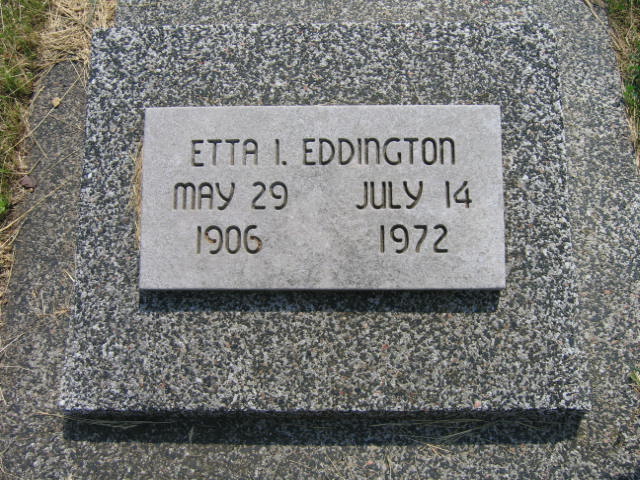 ETTA I. EDDINGTON
MAY 29 JULY 14
1906 1972